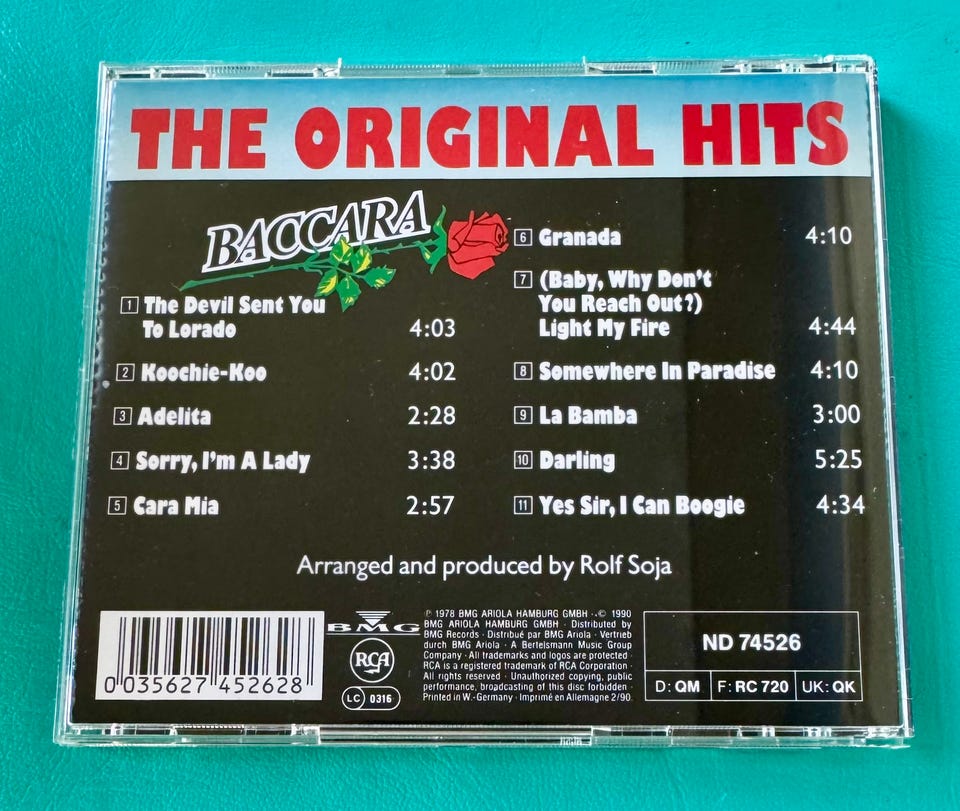 THE ORIGINAL HITS
BACCARA
1 The Devil Sent You
To Lorado 4:03
2 Koochie-Koo 4:02
3 Adelita 2:28
4 Sorry, I'm A Lady 3:38
5 Cara Mia 2:57
6 Granada 4:10
7 (Baby, Why Don't
You Reach Out?)
Light My Fire 4:44
8 Somewhere In Paradise 4:10
9 La Bamba 3:00
10 Darling 5:25
11 Yes Sir, I Can Boogie 4:34
Arranged and produced by Rolf Soja
0 035627 452628
BMG
RCA
LC 0316
℗ 1978 BMG ARIOLA HAMBURG GMBH · © 1990
BMG ARIOLA HAMBURG GMBH · Distributed by
BMG Records · Distribué par BMG Ariola · Vertrieb
durch BMG Ariola · A Bertelsmann Music Group
Company · All trademarks and logos are protected ·
RCA is a registered trademark of RCA Corporation ·
All rights reserved · Unauthorized copying, public
performance, broadcasting of this disc forbidden ·
Printed in W.-Germany · Imprimé en Allemagne 2/90
ND 74526
D: QM F: RC 720 UK: QK